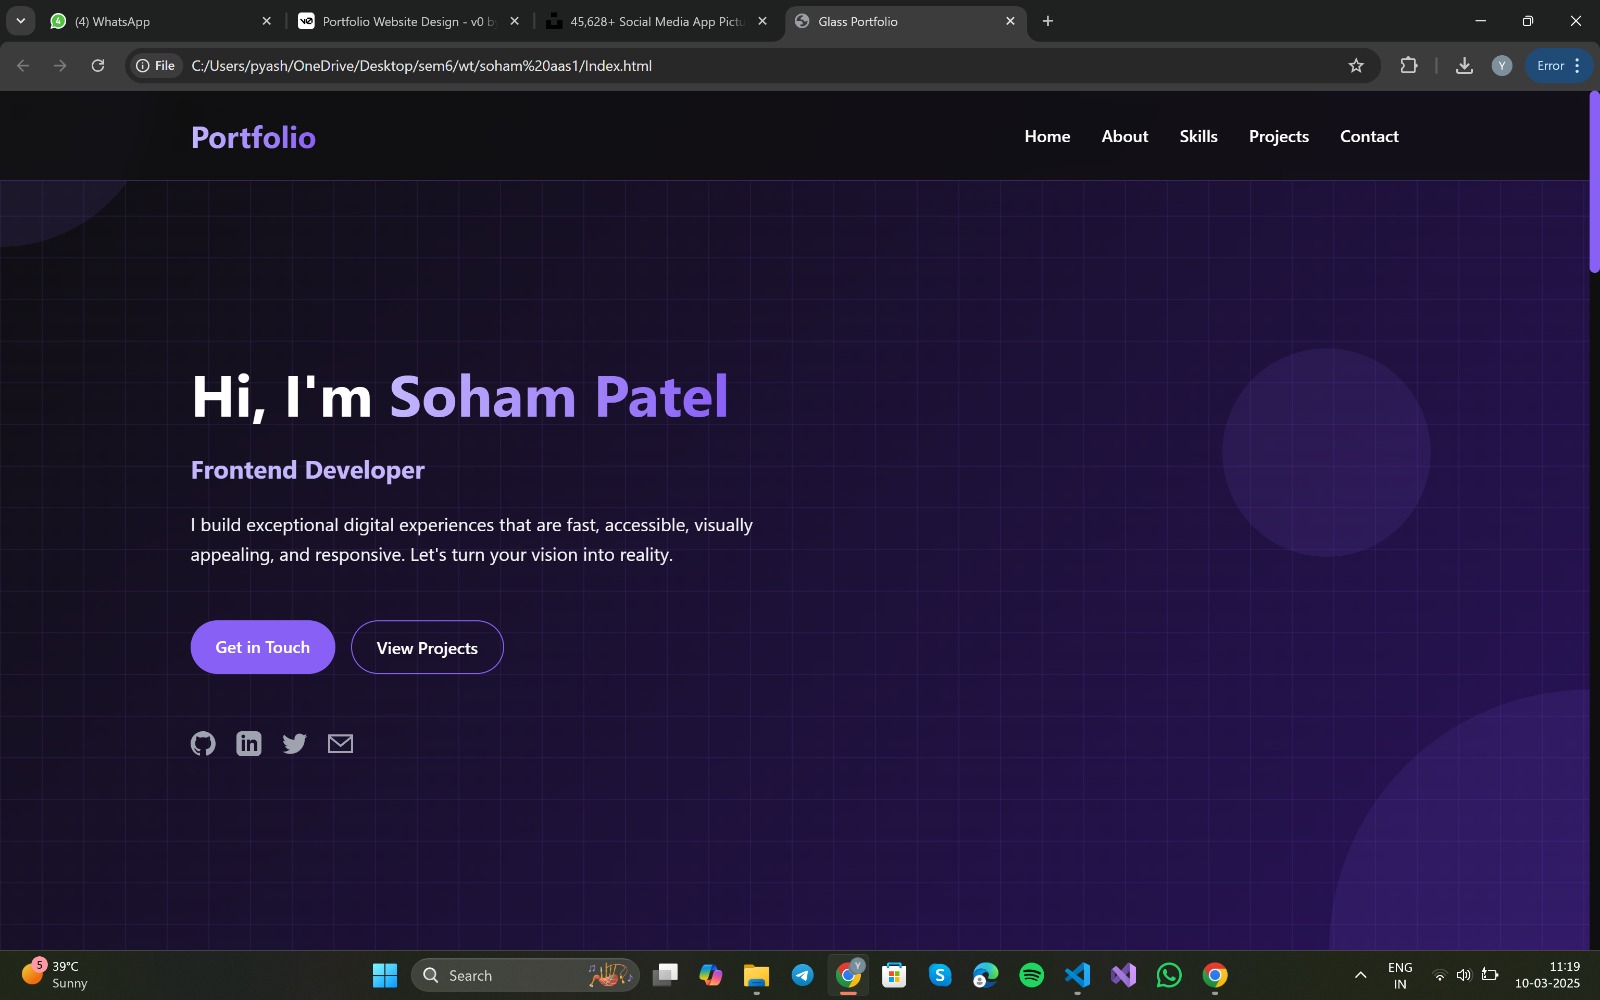 (4) WhatsApp
Portfolio Website Design - v0 by
45,628+ Social Media App Pictu
Glass Portfolio
File
C:/Users/pyash/OneDrive/Desktop/sem6/wt/soham%20aas1/Index.html
Y
Error
Portfolio
Home
About
Skills
Projects
Contact
Hi, I'm Soham Patel
Frontend Developer
I build exceptional digital experiences that are fast, accessible, visually
appealing, and responsive. Let's turn your vision into reality.
Get in Touch
View Projects
5
39°C
Sunny
Search
ENG
IN
11:19
10-03-2025